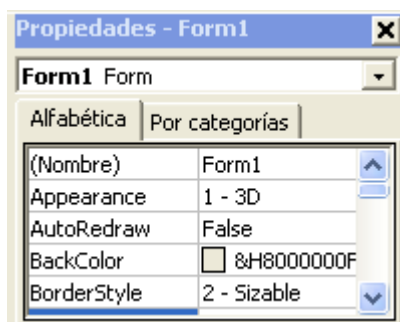 Propiedades - Form1
Form1 Form
Alfabética Por categorías
(Nombre) Form1
Appearance 1 - 3D
AutoRedraw False
BackColor &H8000000F
BorderStyle 2 - Sizable